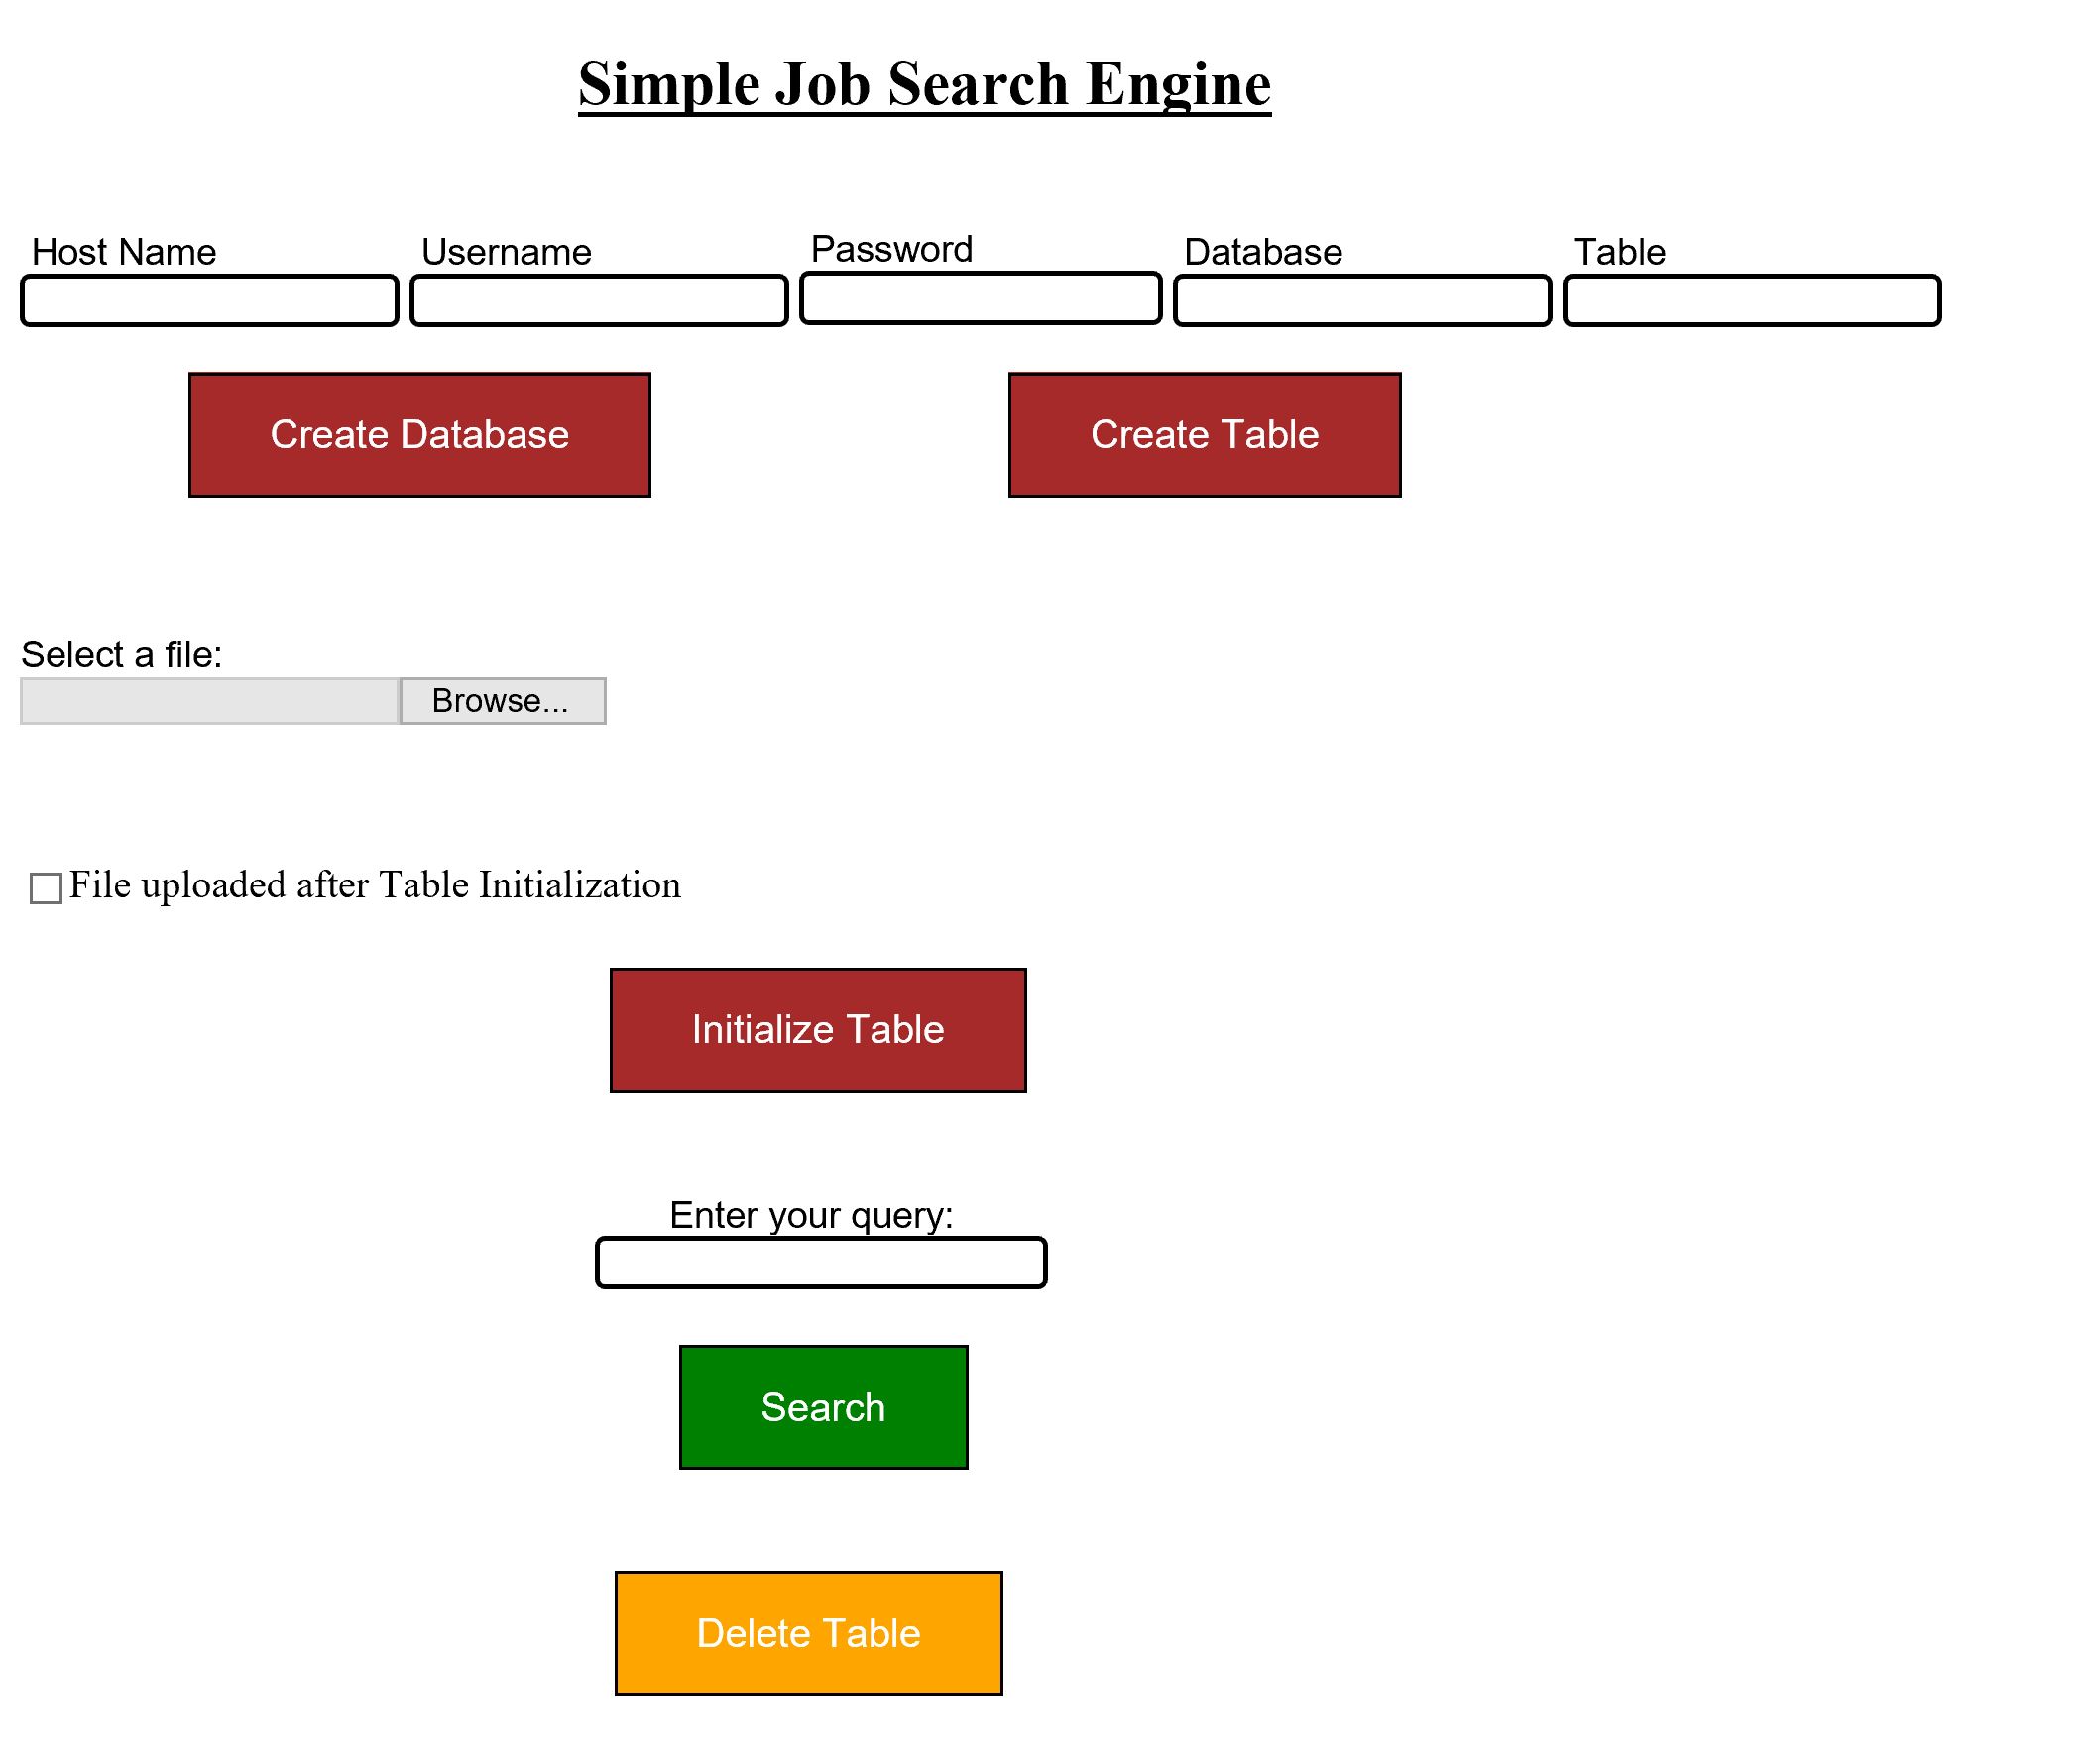 Simple Job Search Engine
Host Name Username Password Database Table
Create Database Create Table
Select a file:
Browse...
File uploaded after Table Initialization
Initialize Table
Enter your query:
Search
Delete Table